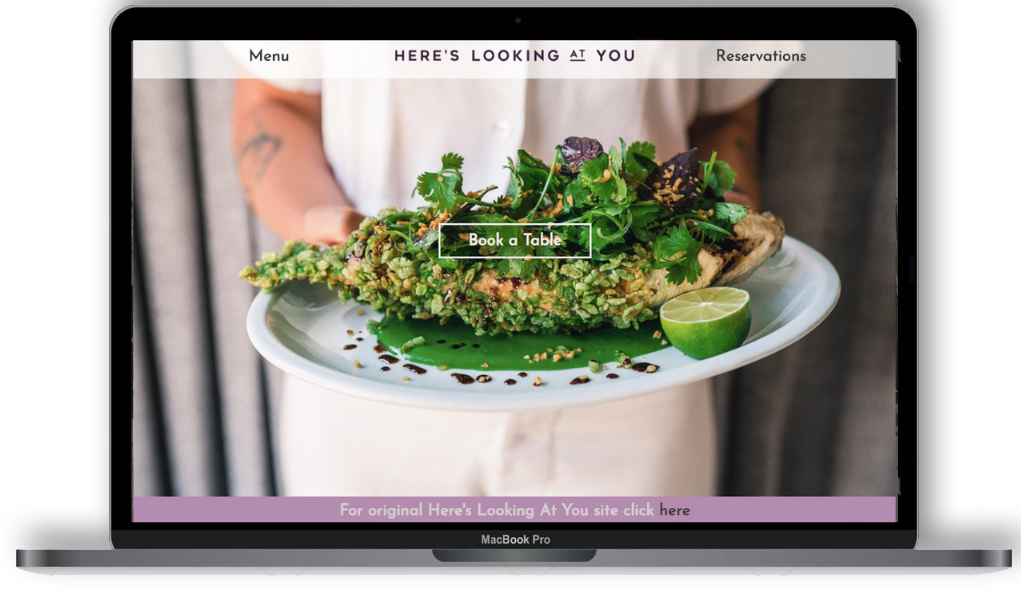 Menu
HERE'S LOOKING AT YOU
Reservations
Book a Table
For original Here's Looking At You site click here
MacBook Pro